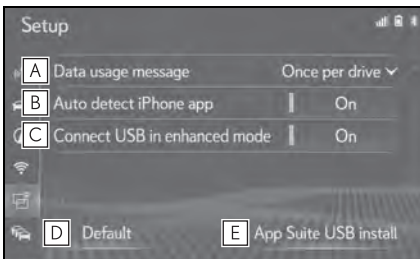 Setup
A Data usage message Once per drive
B Auto detect iPhone app On
C Connect USB in enhanced mode On
D Default E App Suite USB install